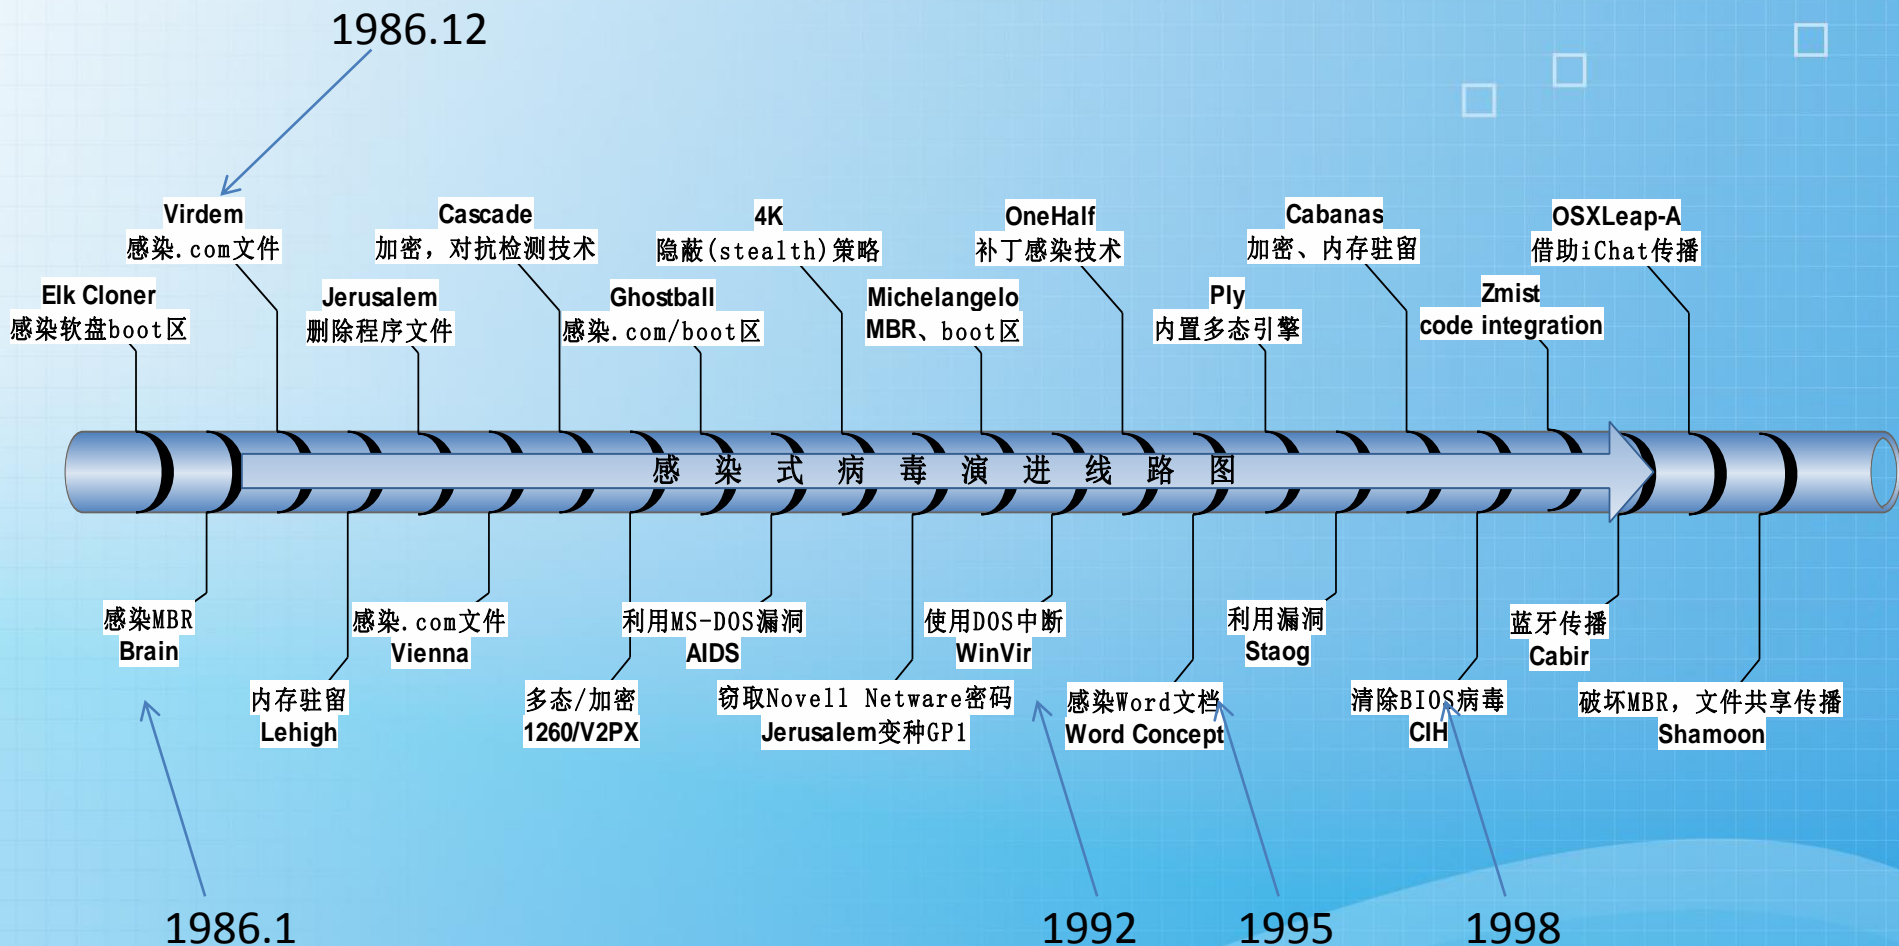 1986.12
Virdem
感染.com文件
Cascade
加密，对抗检测技术
4K
隐蔽(stealth)策略
OneHalf
补丁感染技术
Cabanas
加密、内存驻留
OSXLeap-A
借助iChat传播
Elk Cloner
感染软盘boot区
Jerusalem
删除程序文件
Ghostball
感染.com/boot区
Michelangelo
MBR、boot区
Ply
内置多态引擎
Zmist
code integration
感染式病毒演进线路图
感染MBR
Brain
感染.com文件
Vienna
利用MS-DOS漏洞
AIDS
使用DOS中断
WinVir
利用漏洞
Staog
蓝牙传播
Cabir
内存驻留
Lehigh
多态/加密
1260/V2PX
窃取Novell Netware密码
Jerusalem变种GP1
感染Word文档
Word Concept
清除BIOS病毒
CIH
破坏MBR，文件共享传播
Shamoon
1986.1
1992
1995
1998